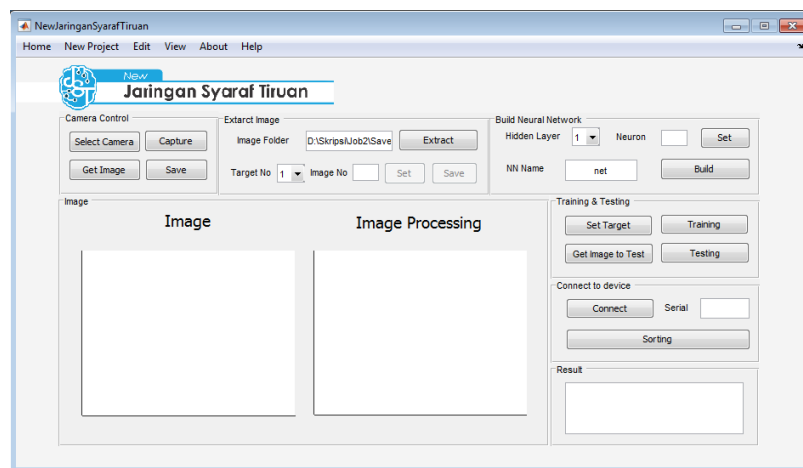 NewJaringanSyarafTiruan
Home New Project Edit View About Help
New
Jaringan Syaraf Tiruan
Camera Control
Select Camera Capture
Get Image Save
Extarct Image
Image Folder D:\Skripsi\Job2\Save Extract
Target No 1 Image No Set Save
Build Neural Network
Hidden Layer 1 Neuron Set
NN Name net Build
Image
Image Image Processing
Training & Testing
Set Target Training
Get Image to Test Testing
Connect to device
Connect Serial
Sorting
Result